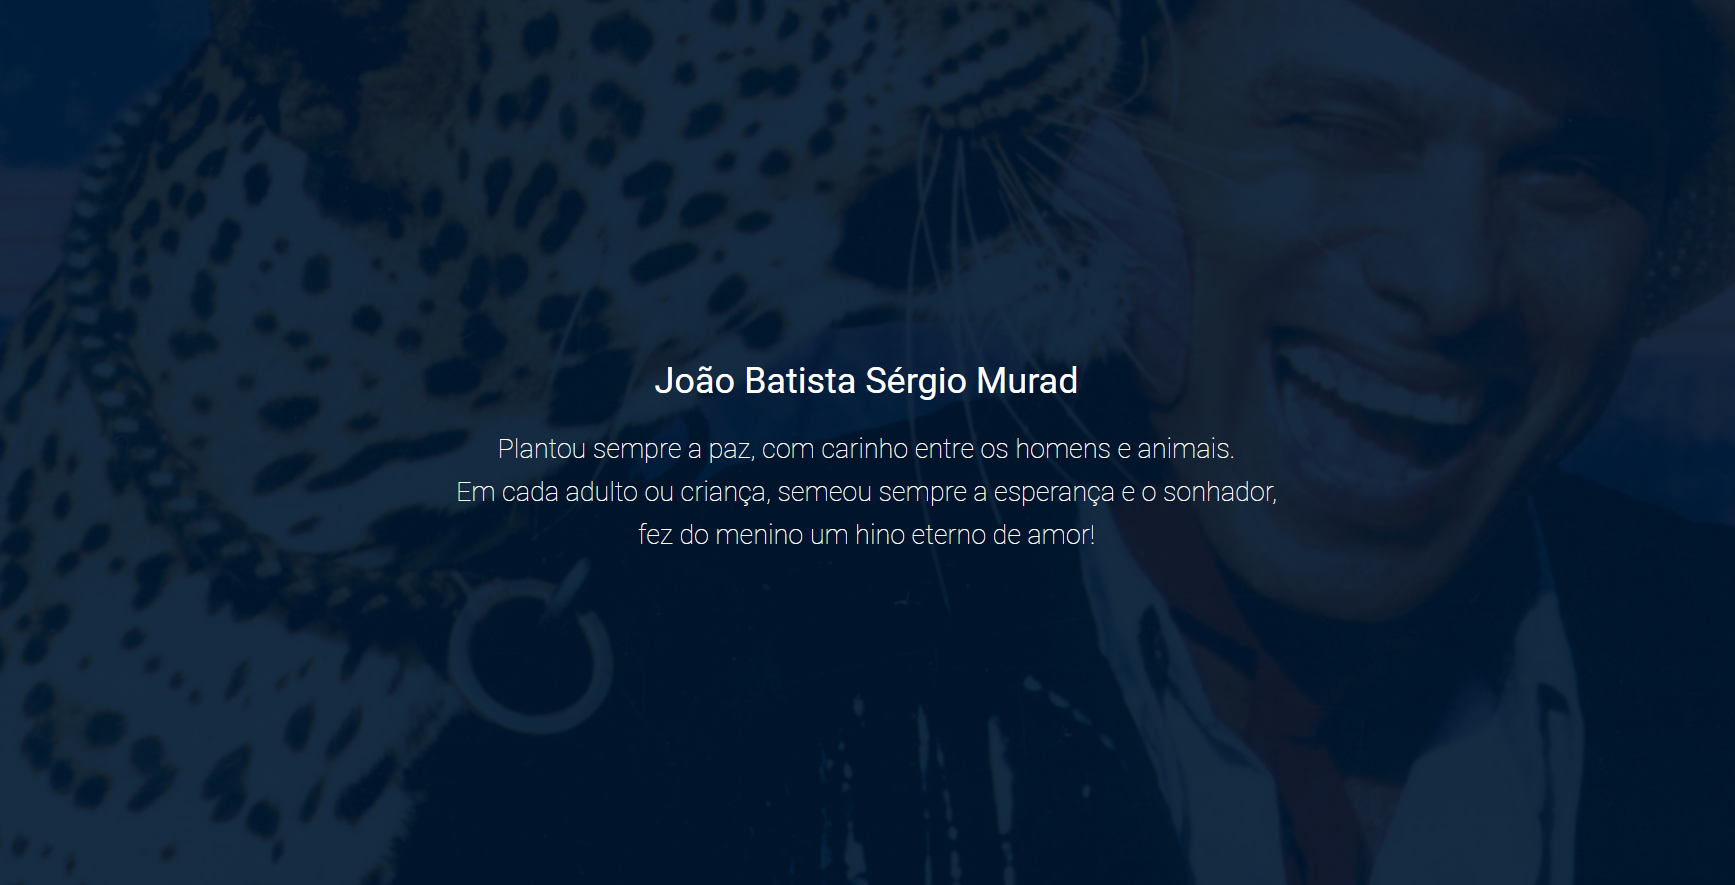 João Batista Sérgio Murad
Plantou sempre a paz, com carinho entre os homens e animais.
Em cada adulto ou criança, semeou sempre a esperança e o sonhador,
fez do menino um hino eterno de amor!